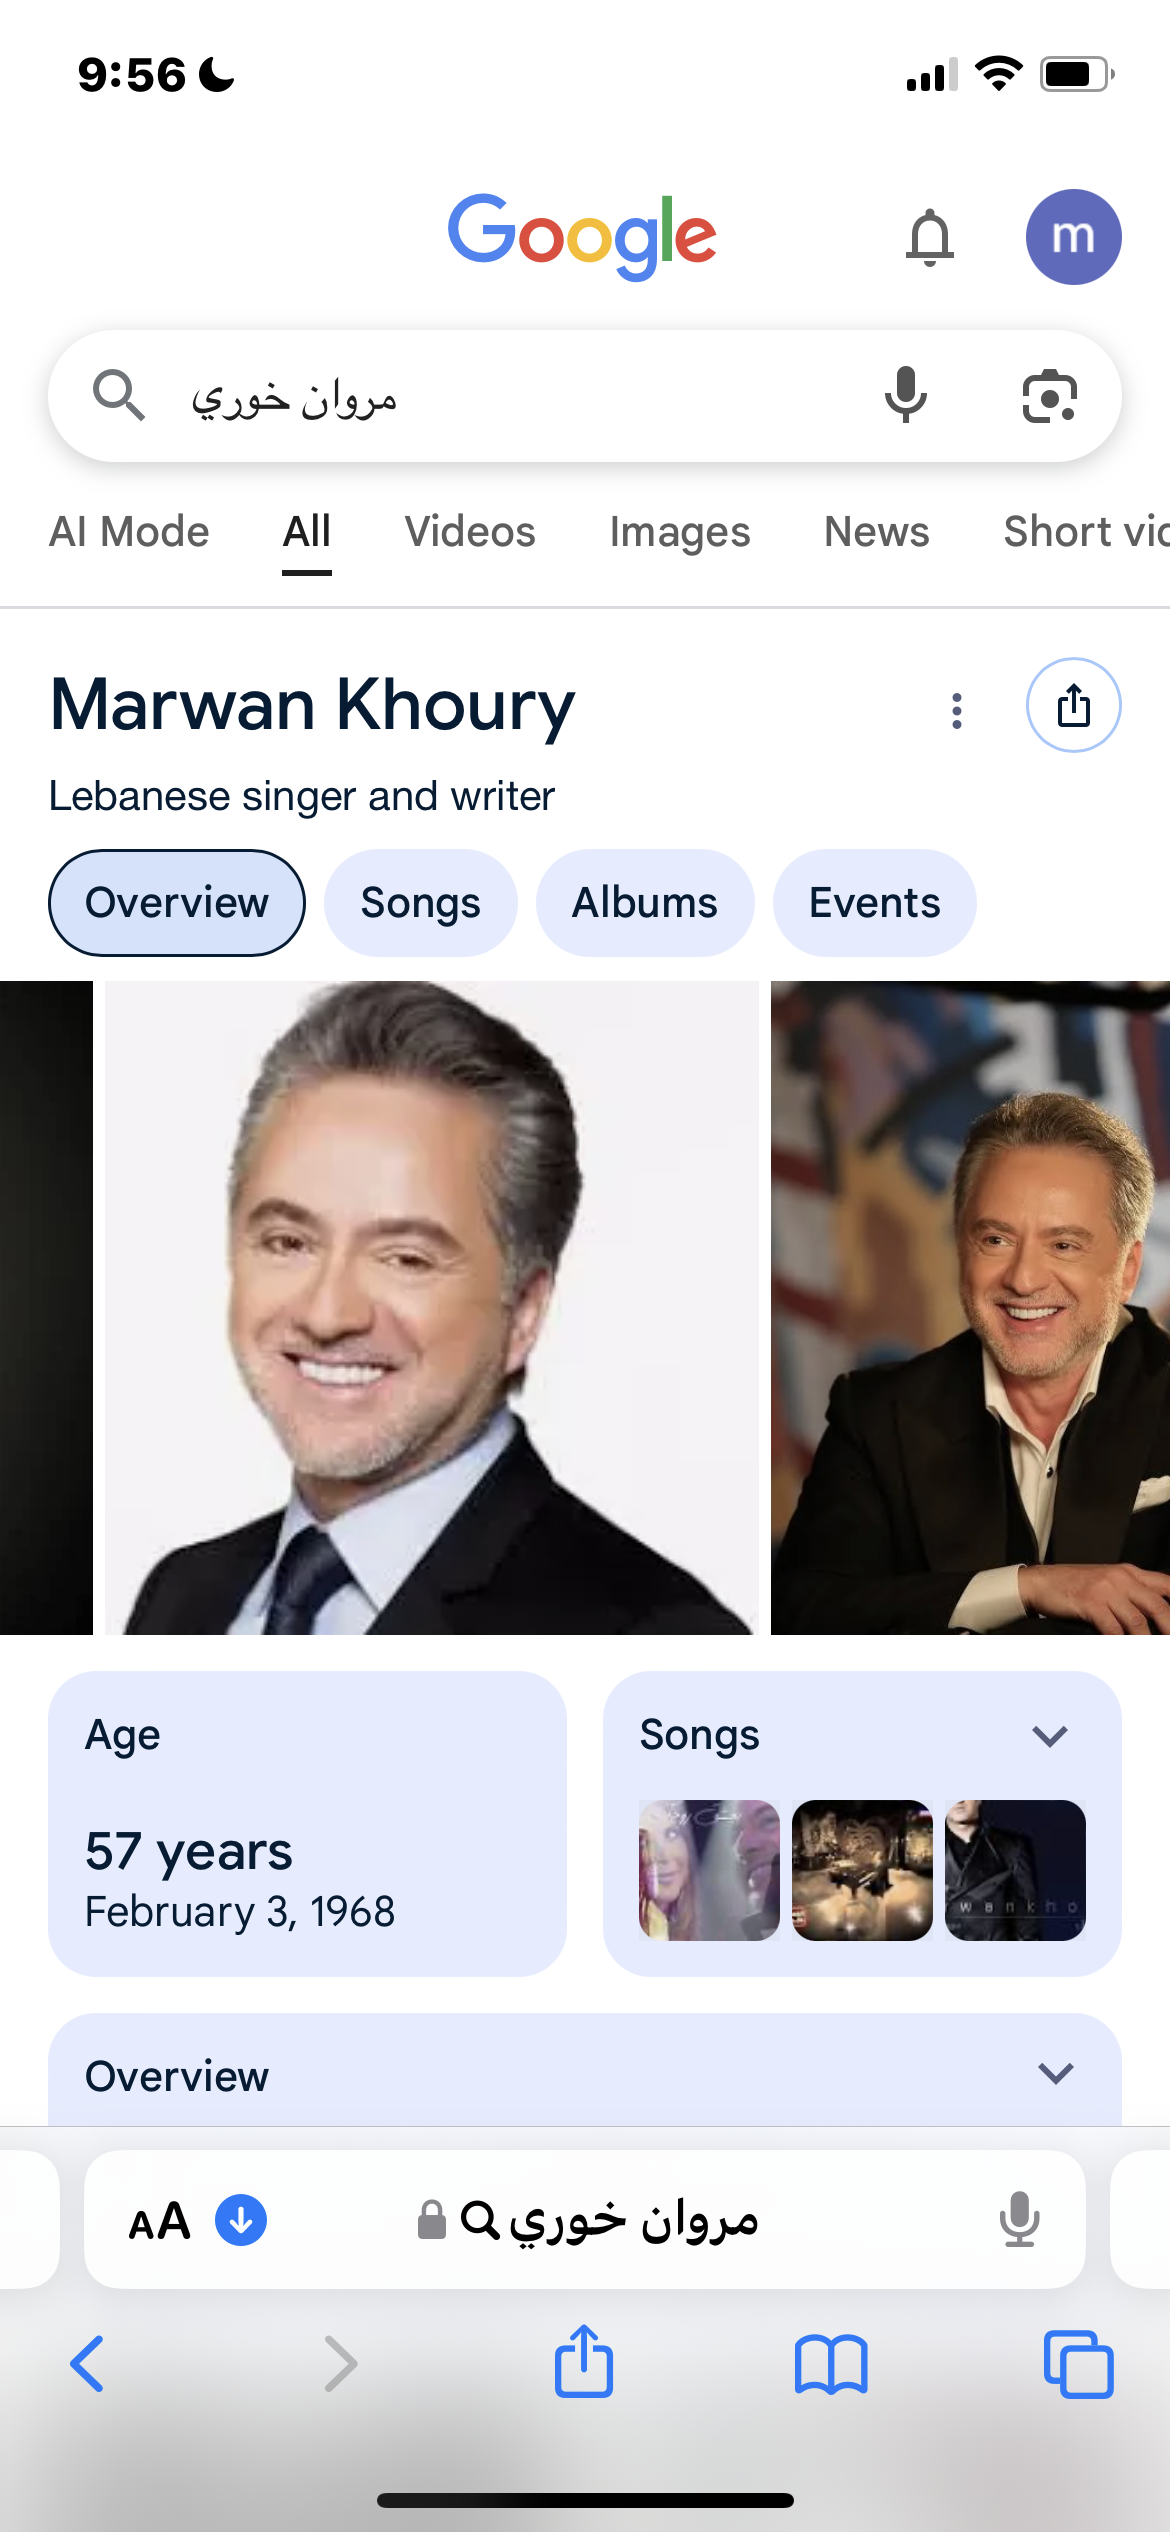 9:56
Google
m
مروان خوري
AI Mode All Videos Images News Short vic
Marwan Khoury
Lebanese singer and writer
Overview Songs Albums Events
Age
57 years
February 3, 1968
Songs
wankho
Overview
AA مروان خوري